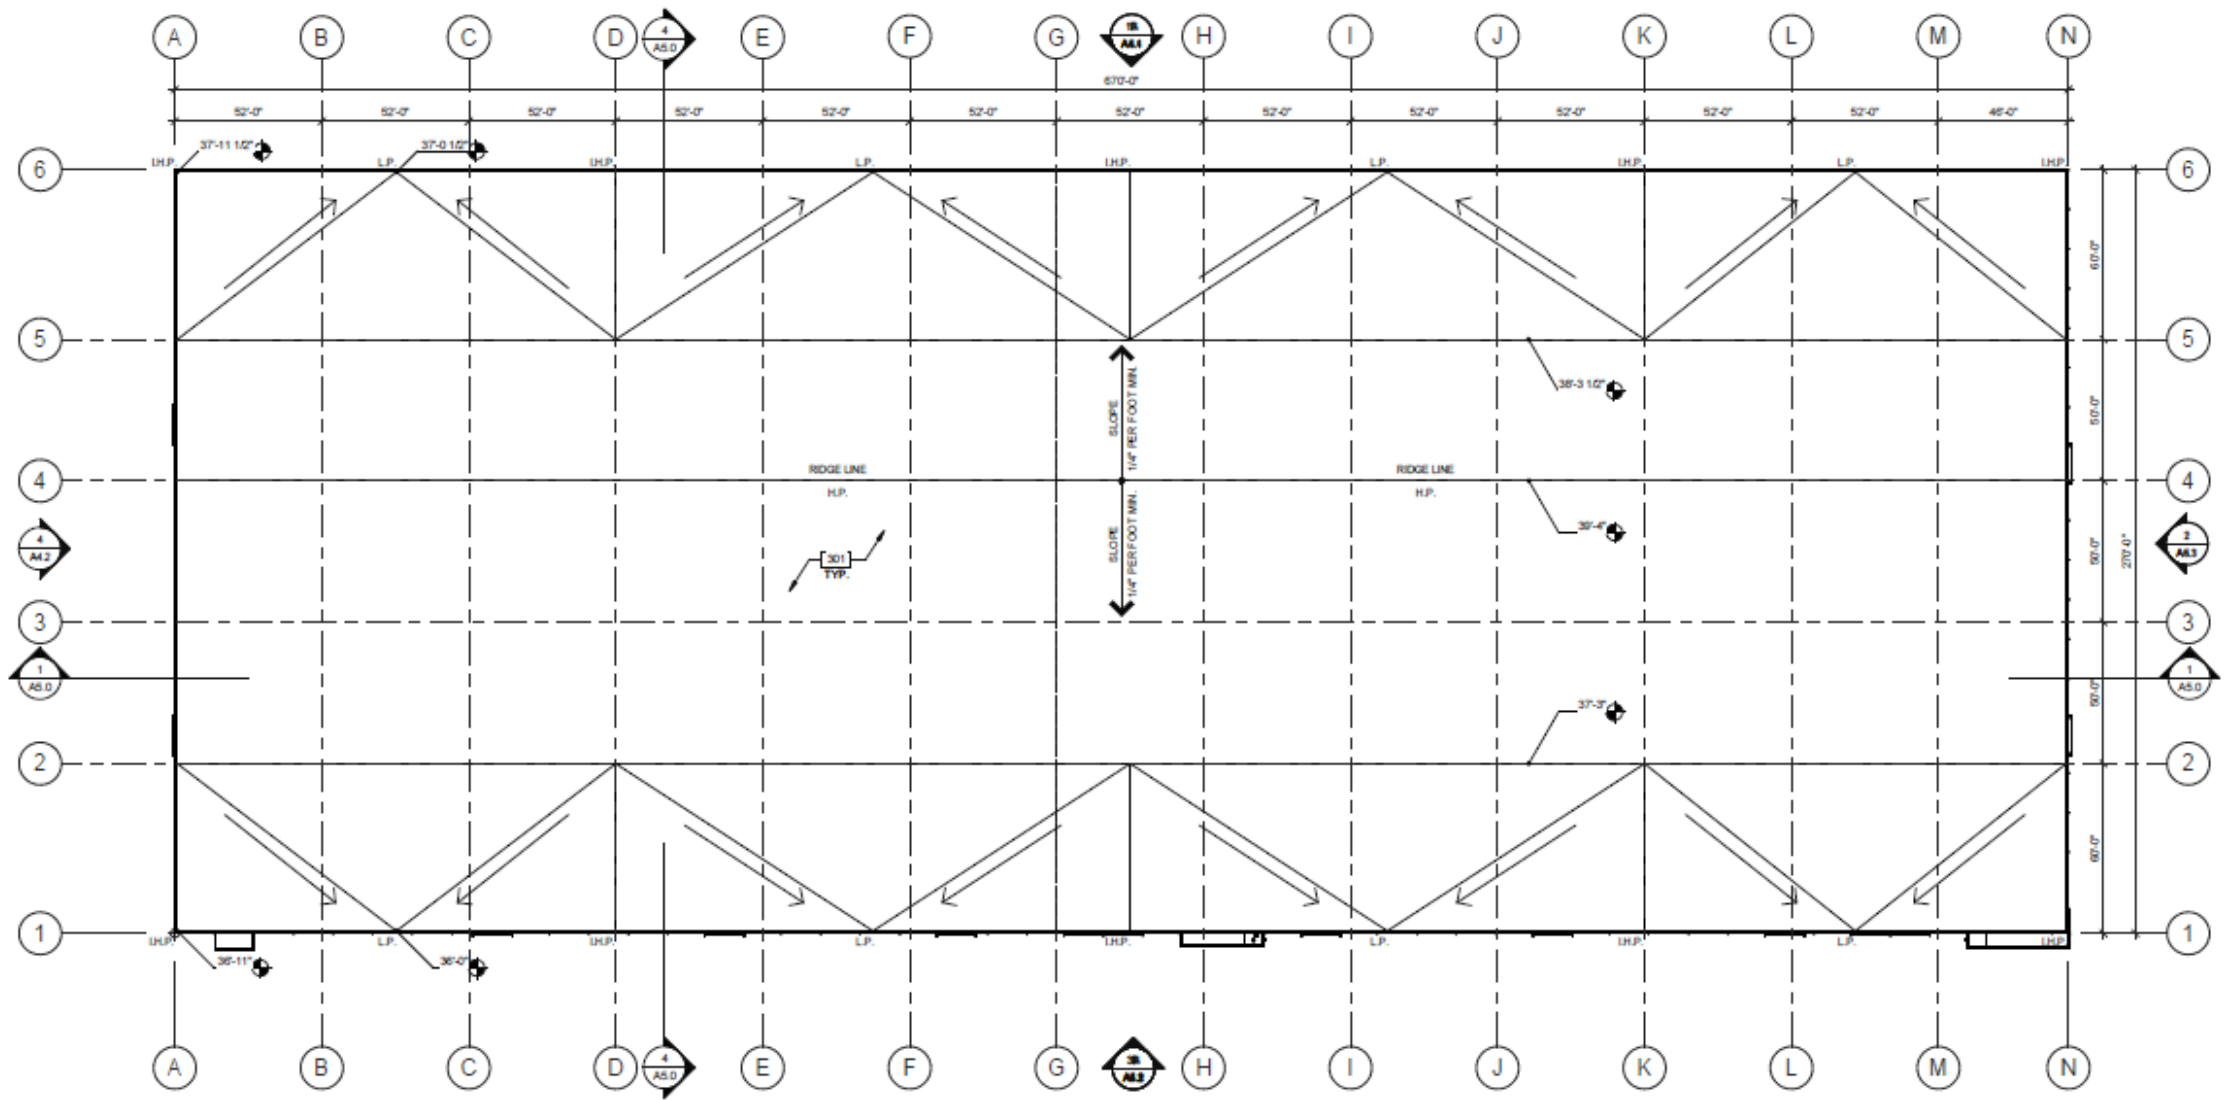 A B C D E F G H I J K L M N
4
A5.0
670'-0"
52'-0" 52'-0" 52'-0" 52'-0" 52'-0" 52'-0" 52'-0" 52'-0" 52'-0" 52'-0" 52'-0" 52'-0" 46'-0"
37'-11 1/2" 37'-0 1/2"
I.H.P. L.P. I.H.P. L.P. I.H.P. L.P. I.H.P. L.P. I.H.P.
6 6
60'-0"
5 5
38'-3 1/2"
SLOPE
1/4" PER FOOT MIN.
50'-0"
RIDGE LINE RIDGE LINE
4 4
H.P. H.P.
39'-4"
SLOPE
1/4" PER FOOT MIN.
50'-0"
270'-0"
4
A4.2
2
301
TYP.
3 3
1 1
A5.0 A5.0
50'-0"
37'-3"
2 2
60'-0"
1 1
I.H.P. L.P. I.H.P. L.P. I.H.P. L.P. I.H.P. L.P. I.H.P.
36'-11" 36'-0"
A B C D E F G H I J K L M N
4
A5.0